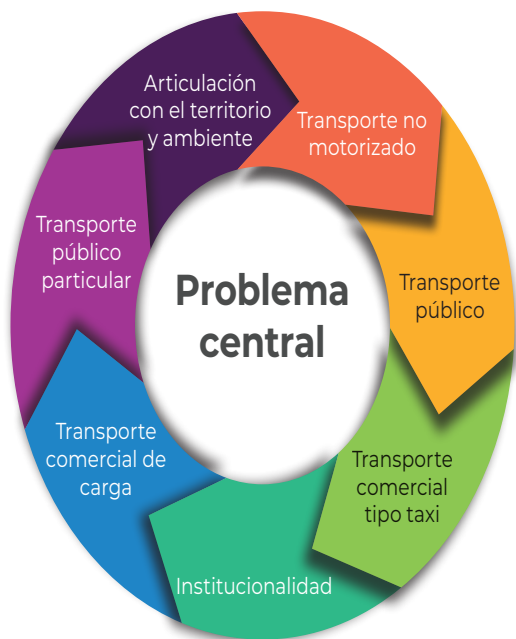 Articulación
con el territorio
y ambiente
Transporte no
motorizado
Transporte
público
Transporte
comercial
tipo taxi
Institucionalidad
Transporte
comercial de
carga
Transporte
público
particular
Problema
central